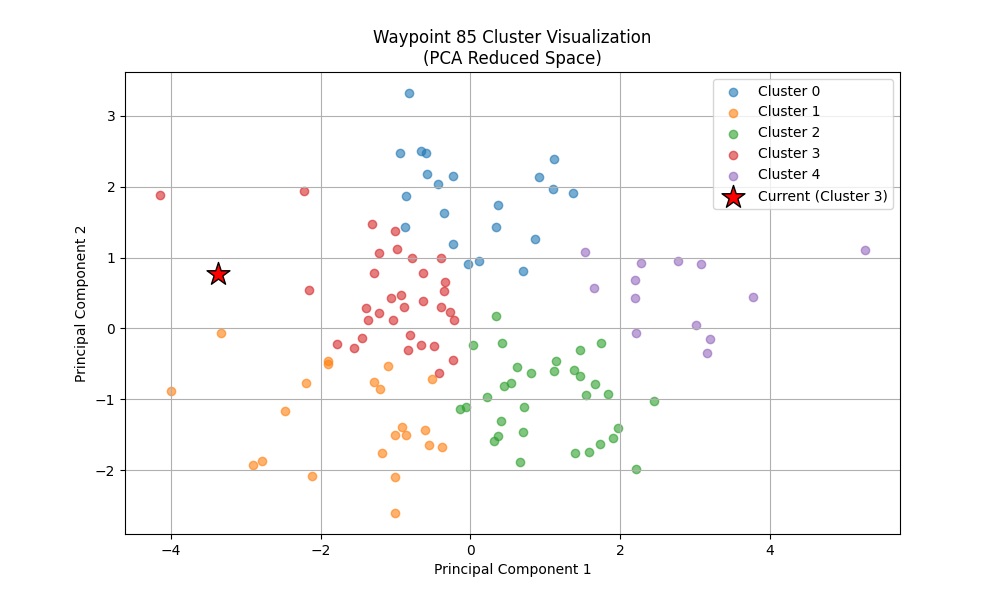 Waypoint 85 Cluster Visualization
(PCA Reduced Space)
Cluster 0
Cluster 1
Cluster 2
Cluster 3
Cluster 4
Current (Cluster 3)
Principal Component 2
3
2
1
0
−1
−2
−4
−2
0
2
4
Principal Component 1